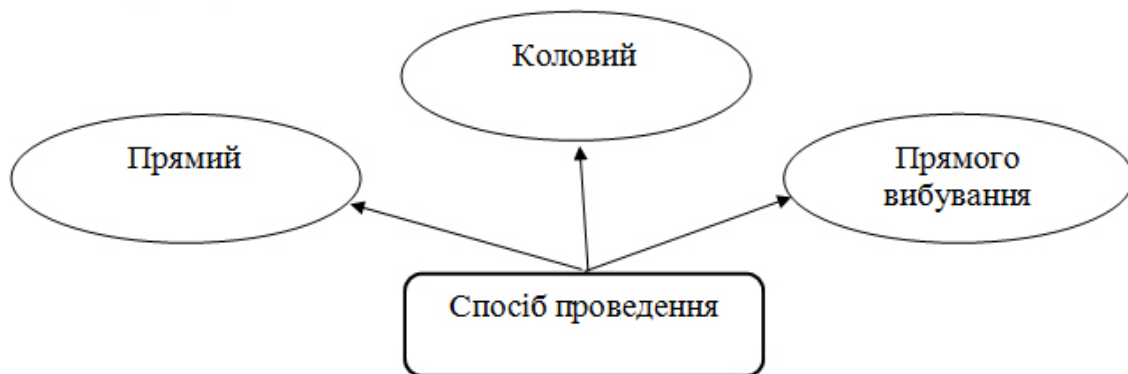 Коловий
Прямий
Прямого
вибування
Спосіб проведення